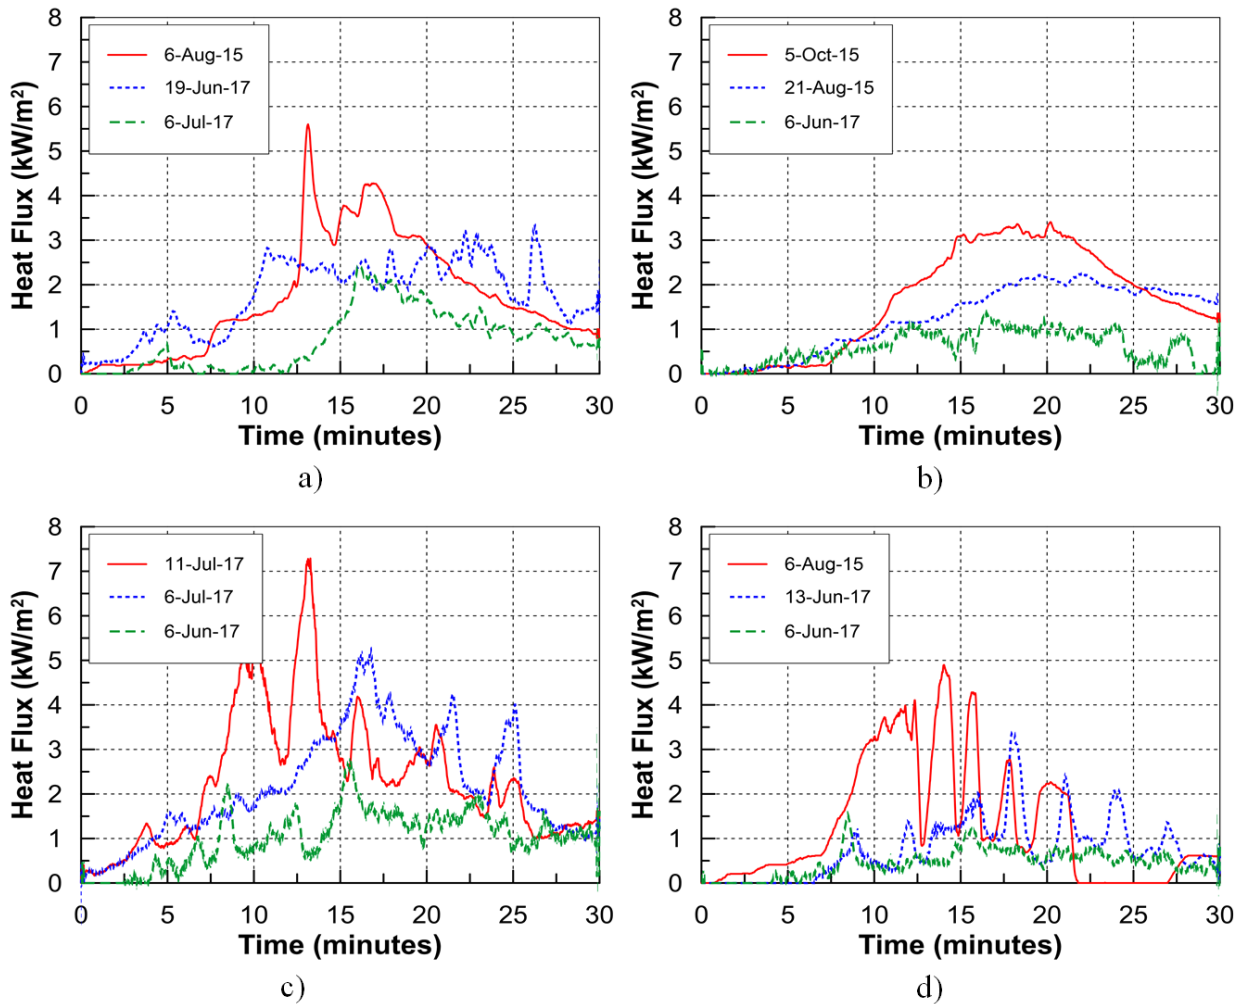 8
7
6
5
4
3
2
1
0
Heat Flux (kW/m²)
6-Aug-15
19-Jun-17
6-Jul-17
0 5 10 15 20 25 30
Time (minutes)
a)
8
7
6
5
4
3
2
1
0
Heat Flux (kW/m²)
5-Oct-15
21-Aug-15
6-Jun-17
0 5 10 15 20 25 30
Time (minutes)
b)
8
7
6
5
4
3
2
1
0
Heat Flux (kW/m²)
11-Jul-17
6-Jul-17
6-Jun-17
0 5 10 15 20 25 30
Time (minutes)
c)
8
7
6
5
4
3
2
1
0
Heat Flux (kW/m²)
6-Aug-15
13-Jun-17
6-Jun-17
0 5 10 15 20 25 30
Time (minutes)
d)